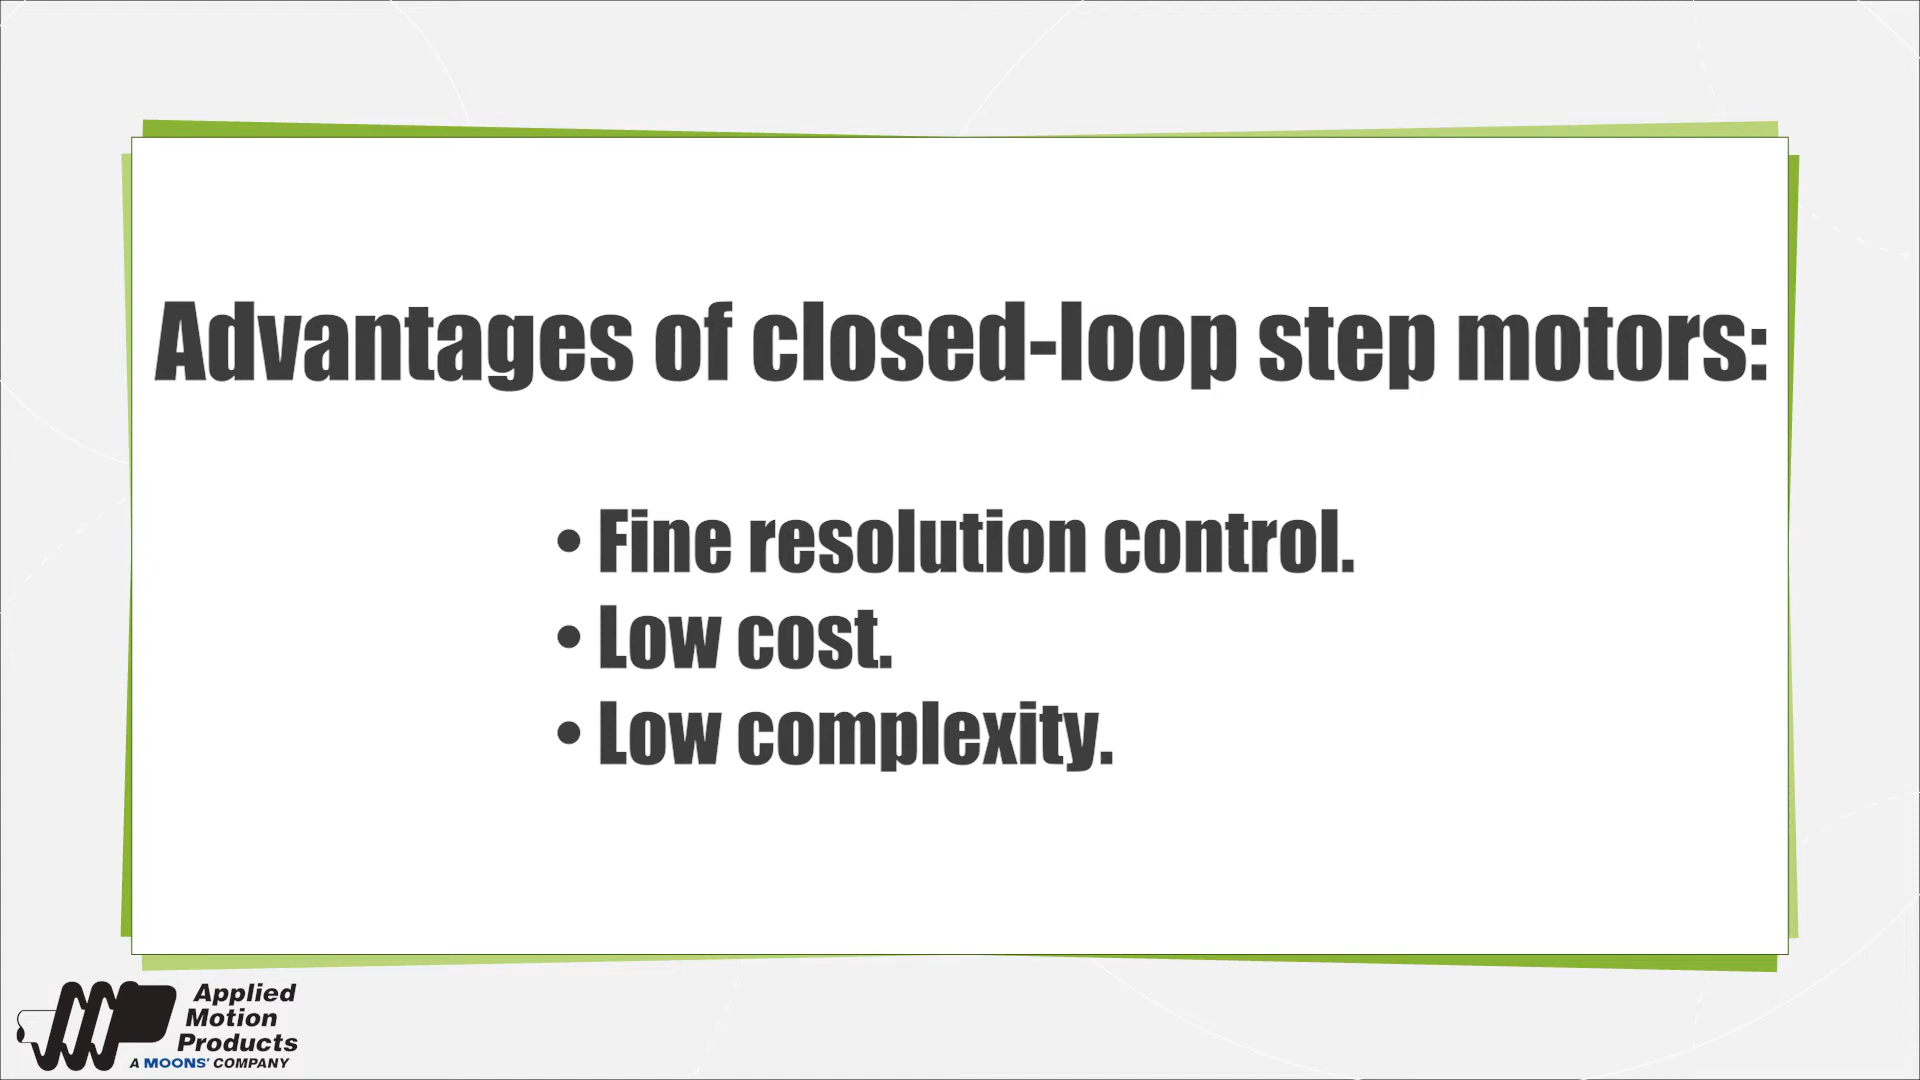 Advantages of closed-loop step motors:
• Fine resolution control.
• Low cost.
• Low complexity.
Applied
Motion
Products
A MOONS' COMPANY